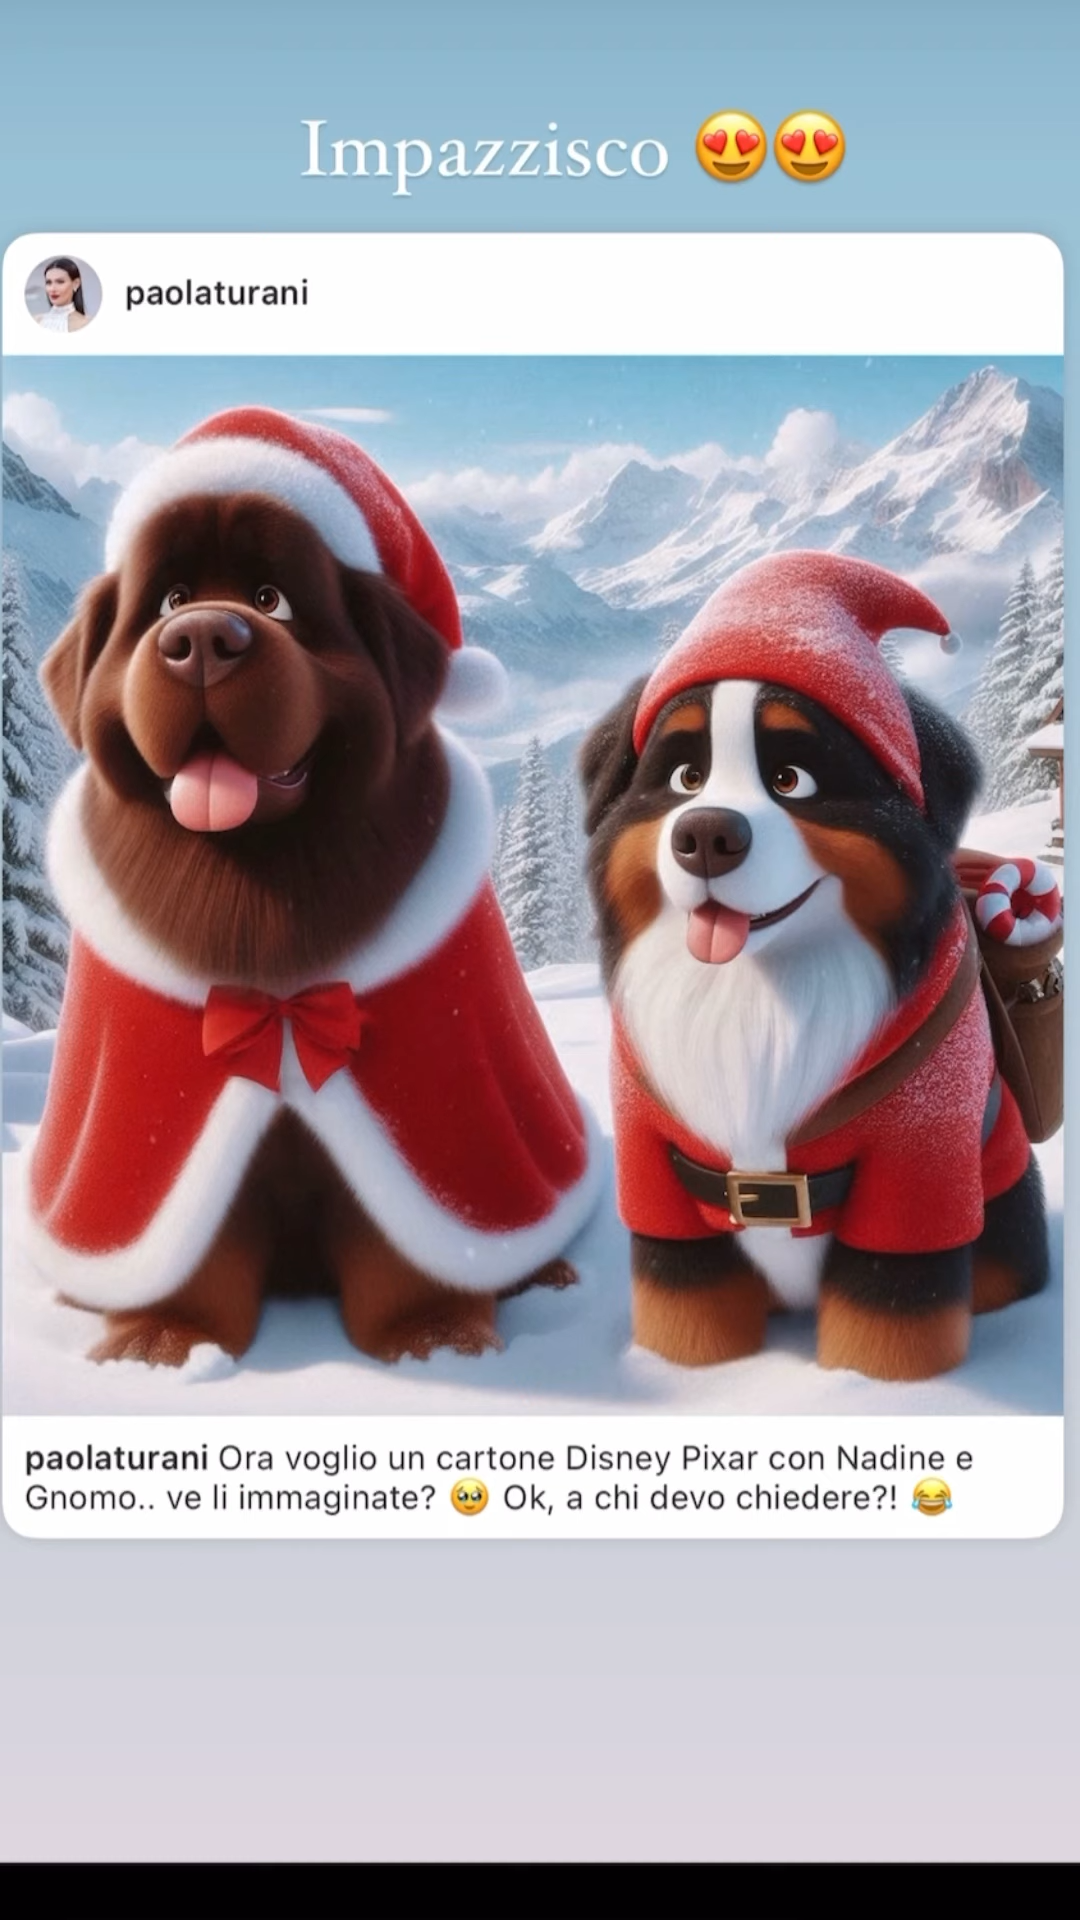 Impazzisco 😍😍
paolaturani
paolaturani Ora voglio un cartone Disney Pixar con Nadine e
Gnomo.. ve li immaginate? 🥹 Ok, a chi devo chiedere?! 😂